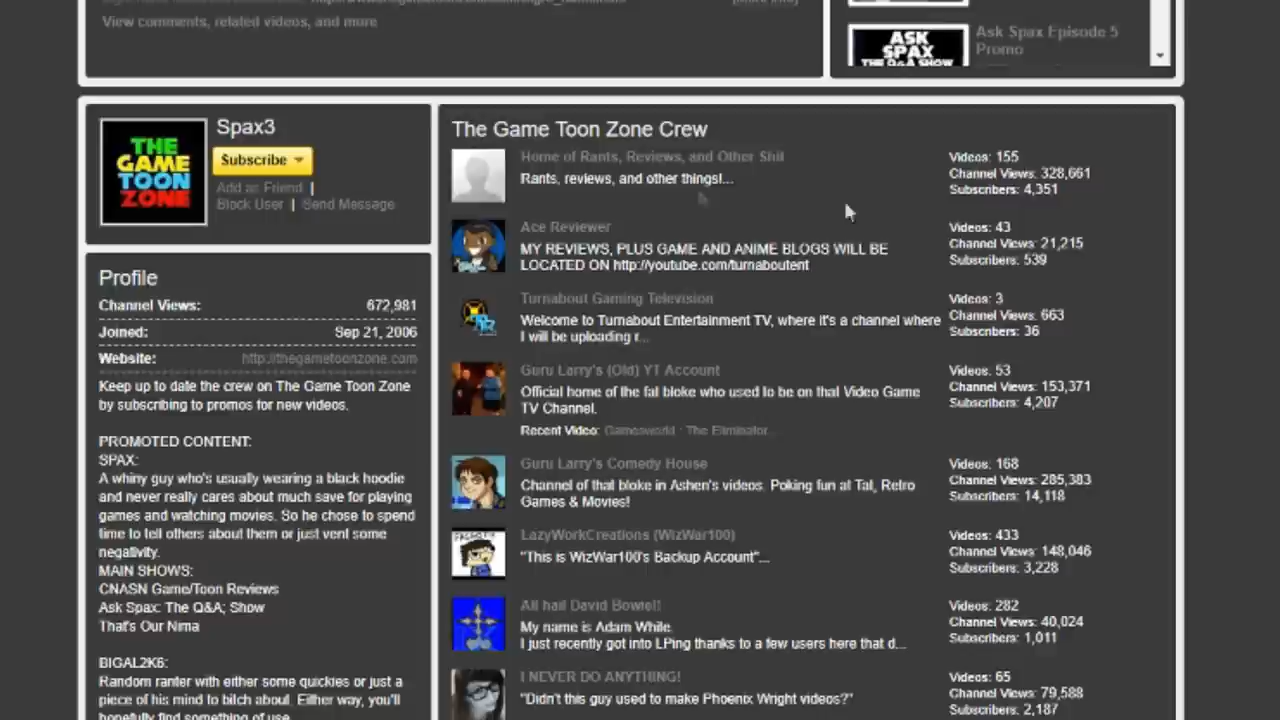 View comments, related videos, and more
ASK
SPAX
THE Q&A SHOW
Ask Spax Episode 5
Promo
THE
GAME
TOON
ZONE
Spax3
Subscribe
Add as Friend |
Block User | Send Message
Profile
Channel Views: 672,981
Joined: Sep 21, 2006
Website: http://thegametoonzone.com
Keep up to date the crew on The Game Toon Zone
by subscribing to promos for new videos.
PROMOTED CONTENT:
SPAX:
A whiny guy who's usually wearing a black hoodie
and never really cares about much save for playing
games and watching movies. So he chose to spend
time to tell others about them or just vent some
negativity.
MAIN SHOWS:
CNASN Game/Toon Reviews
Ask Spax: The Q&A; Show
That's Our Nima
BIGAL2K6:
Random ranter with either some quickies or just a
piece of his mind to bitch about. Either way, you'll
hopefully find something of use.
The Game Toon Zone Crew
Home of Rants, Reviews, and Other Shit
Rants, reviews, and other things!...
Videos: 155
Channel Views: 328,661
Subscribers: 4,351
Ace Reviewer
MY REVIEWS, PLUS GAME AND ANIME BLOGS WILL BE
LOCATED ON http://youtube.com/turnaboutent
Videos: 43
Channel Views: 21,215
Subscribers: 539
Turnabout Gaming Television
Welcome to Turnabout Entertainment TV, where it's a channel where
I will be uploading r...
Videos: 3
Channel Views: 663
Subscribers: 36
Guru Larry's (Old) YT Account
Official home of the fat bloke who used to be on that Video Game
TV Channel.
Recent Video: Gamesworld - The Eliminator...
Videos: 53
Channel Views: 153,371
Subscribers: 4,207
Guru Larry's Comedy House
Channel of that bloke in Ashen's videos. Poking fun at Tat, Retro
Games & Movies!
Videos: 168
Channel Views: 285,383
Subscribers: 14,118
LazyWorkCreations (WizWar100)
"This is WizWar100's Backup Account"...
Videos: 433
Channel Views: 148,046
Subscribers: 3,228
All hail David Bowie!!
My name is Adam While.
I just recently got into LPing thanks to a few users here that d...
Videos: 282
Channel Views: 40,024
Subscribers: 1,011
I NEVER DO ANYTHING!
"Didn't this guy used to make Phoenix Wright videos?"
Videos: 65
Channel Views: 79,588
Subscribers: 2,187